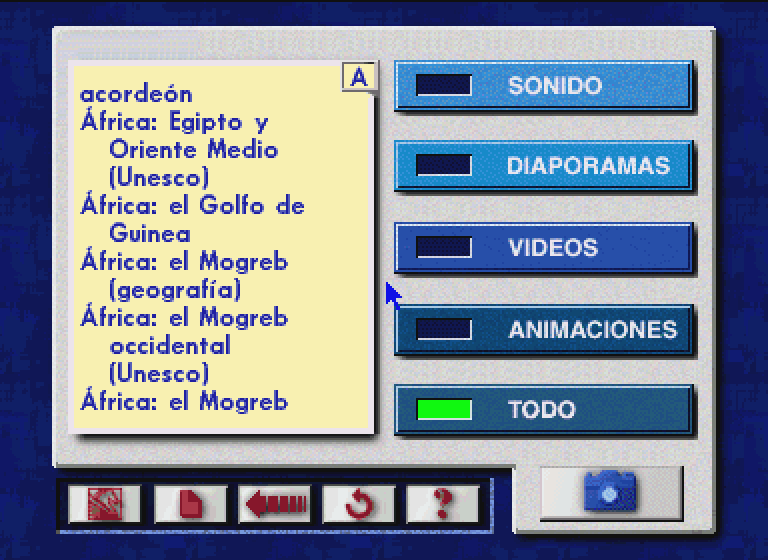 A
acordeón
África: Egipto y
Oriente Medio
(Unesco)
África: el Golfo de
Guinea
África: el Mogreb
(geografía)
África: el Mogreb
occidental
(Unesco)
África: el Mogreb
SONIDO
DIAPORAMAS
VIDEOS
ANIMACIONES
TODO
?